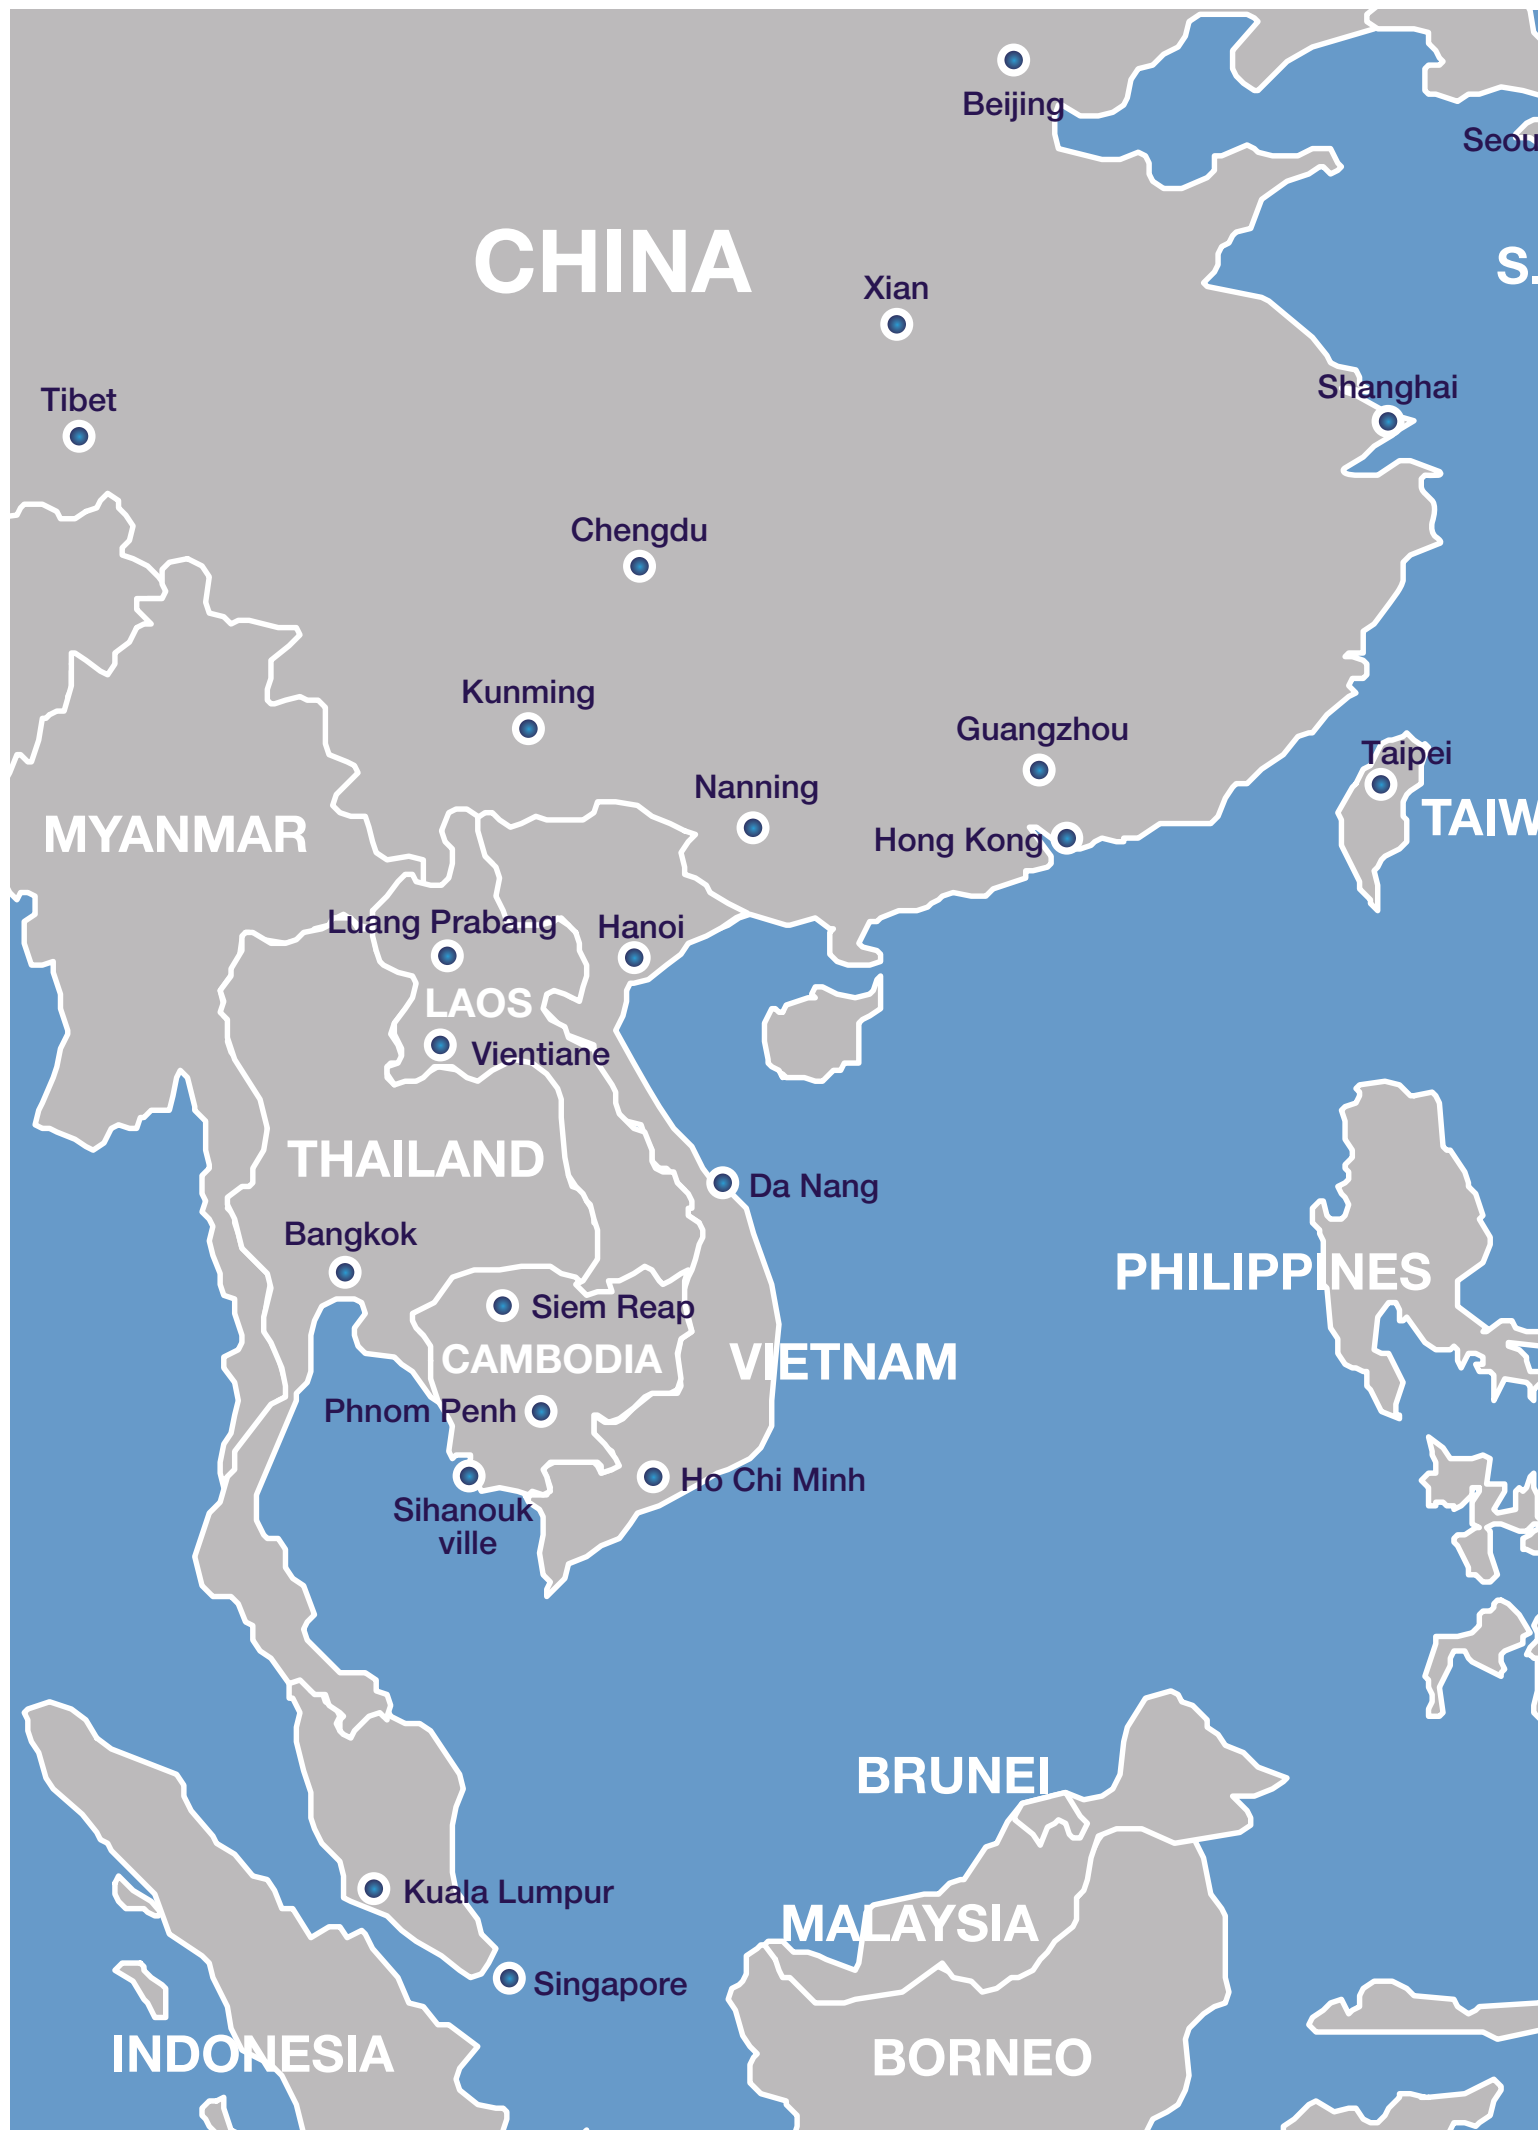 Beijing
Seou
CHINA
S.
Xian
Shanghai
Tibet
Chengdu
Kunming
Guangzhou
Taipei
Nanning
MYANMAR
TAIW
Hong Kong
Luang Prabang
Hanoi
LAOS
Vientiane
THAILAND
Da Nang
Bangkok
PHILIPPINES
Siem Reap
CAMBODIA
VIETNAM
Phnom Penh
Ho Chi Minh
Sihanouk
ville
BRUNEI
Kuala Lumpur
MALAYSIA
Singapore
INDONESIA
BORNEO